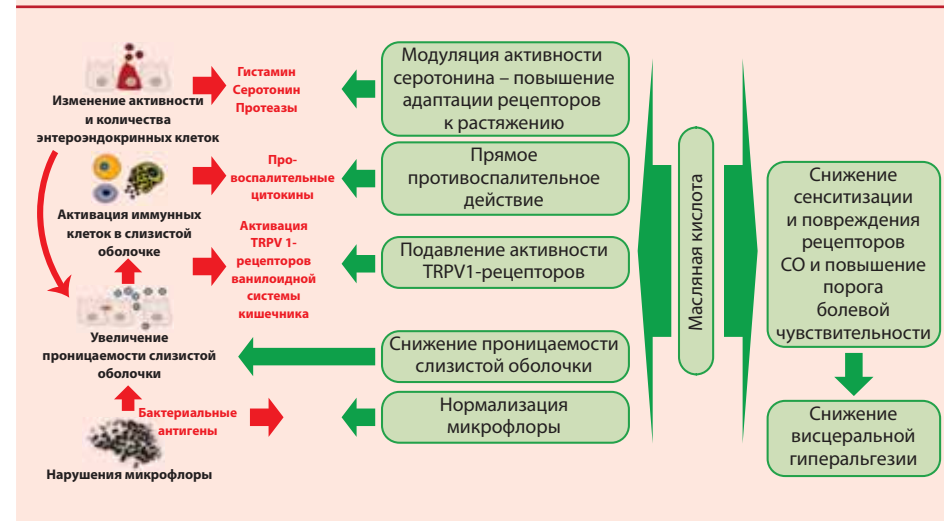 Изменение активности
и количества
энтероэндокринных клеток
Гистамин
Серотонин
Протеазы
Модуляция активности
серотонина – повышение
адаптации рецепторов
к растяжению
Активация иммунных
клеток в слизистой
оболочке
Про-
воспалительные
цитокины
Прямое
противоспалительное
действие
Активация
TRPV 1-
рецепторов
ванилоидной
системы
кишечника
Подавление активности
TRPV1-рецепторов
Увеличение
проницаемости слизистой
оболочки
Снижение проницаемости
слизистой оболочки
Бактериальные
антигены
Нарушения микрофлоры
Нормализация
микрофлоры
Масляная кислота
Снижение
сенситизации
и повреждения
рецепторов
СО и повышение
порога
болевой
чувствительности
Снижение
висцеральной
гиперальгезии